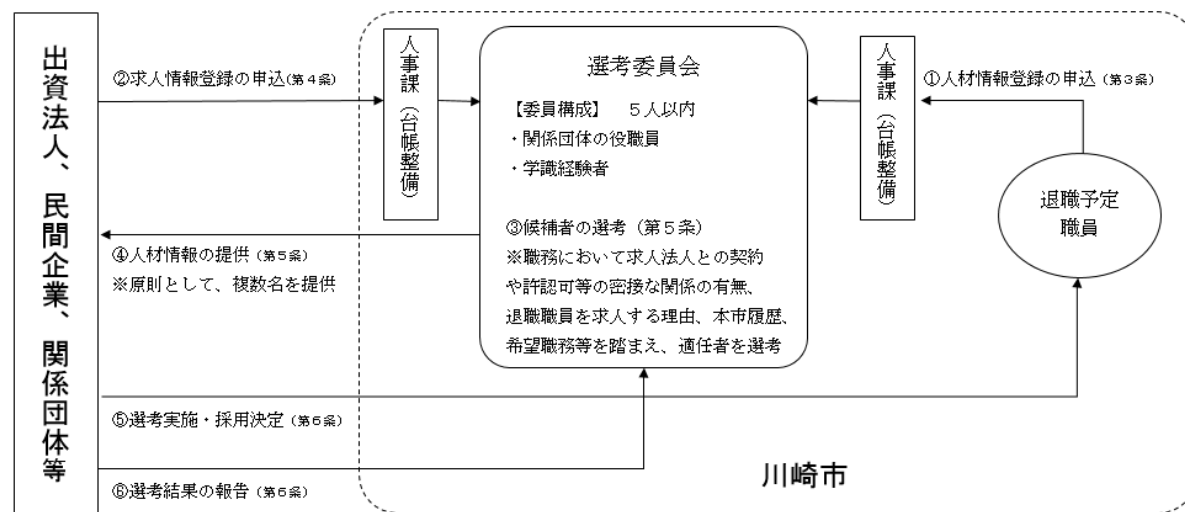 出資法人、民間企業、関係団体等
②求人情報登録の申込(第4条)
人事課(台帳整備)
選考委員会
【委員構成】 5人以内
・関係団体の役職員
・学識経験者
③候補者の選考(第5条)
※職務において求人法人との契約
や許認可等の密接な関係の有無、
退職職員を求人する理由、本市履歴、
希望職務等を踏まえ、適任者を選考
人事課(台帳整備)
①人材情報登録の申込(第3条)
退職予定
職員
④人材情報の提供(第5条)
※原則として、複数名を提供
⑤選考実施・採用決定(第6条)
⑥選考結果の報告(第6条)
川崎市